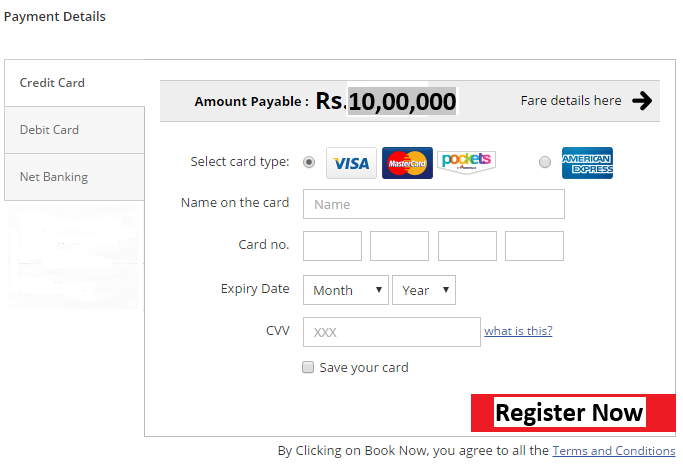 Payment Details
Credit Card
Debit Card
Net Banking
Amount Payable : Rs.10,00,000 Fare details here
Select card type: VISA MasterCard pockets AMERICAN EXPRESS
Name on the card Name
Card no.
Expiry Date Month Year
CVV XXX what is this?
Save your card
Register Now
By Clicking on Book Now, you agree to all the Terms and Conditions